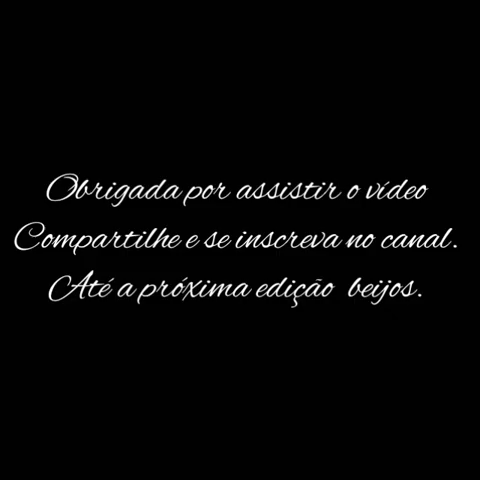 Obrigada por assistir o vídeo
Compartilhe e se inscreva no canal.
Até a próxima edição beijos.